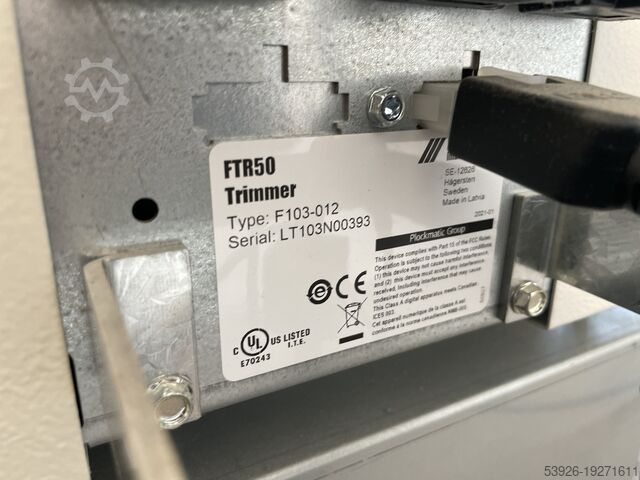 FTR50
Trimmer
Type: F103-012
Serial: LT103N00393
SE-12626
Hägersten
Sweden
Made in Latvia
2021-01
Plockmatic Group
This device complies with Part 15 of the FCC Rules.
Operation is subject to the following two conditions:
(1) this device may not cause harmful interference,
and (2) this device must accept any interference
received, including interference that may cause
undesired operation.
This Class A digital apparatus meets Canadian
ICES 003.
Cet appareil numerique de la classe A est
conforme a la norme canadienne NMB-003
CE
C UL US LISTED
I.T.E.
E70243
53926-19271611